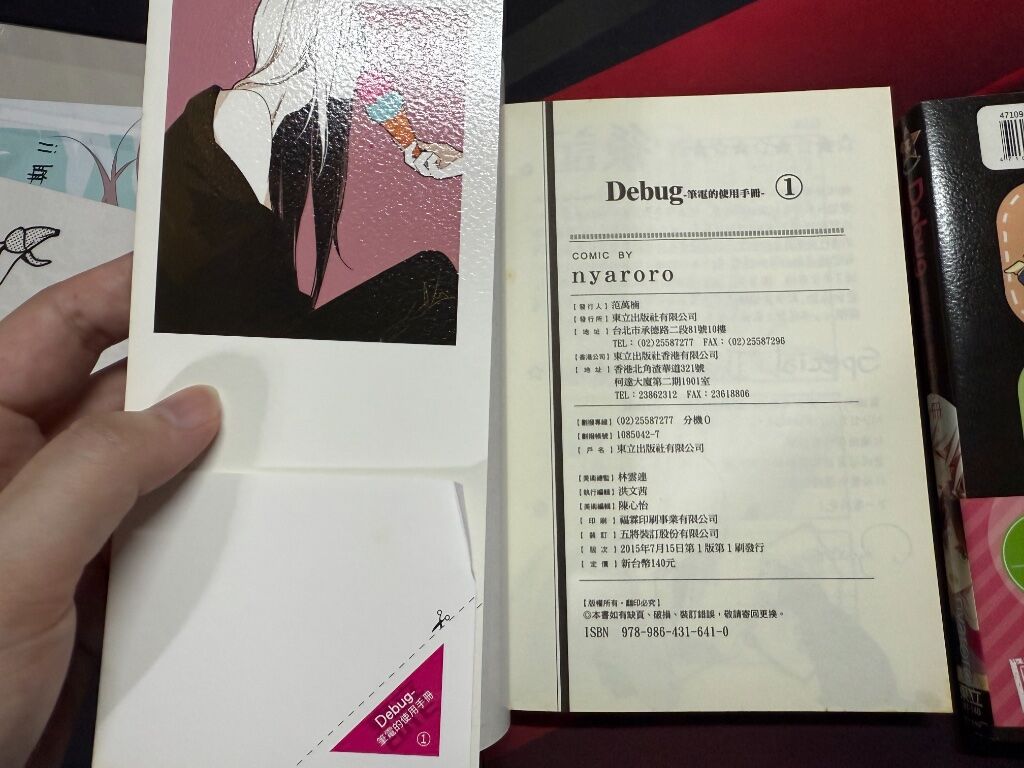 Debug-筆電的使用手冊- ①
COMIC BY
nyaroro
【發行人】范萬楠
【發行所】東立出版社有限公司
【地 址】台北市承德路二段81號10樓
TEL：(02)25587277 FAX：(02)25587296
【香港公司】東立出版社香港有限公司
【地 址】香港北角渣華道321號
柯達大廈第二期1901室
TEL：23862312 FAX：23618806
【劃撥專線】(02)25587277 分機0
【劃撥帳號】1085042-7
【戶 名】東立出版社有限公司
【美術總監】林雲連
【執行編輯】洪文茜
【美術編輯】陳心怡
【印 刷】福霖印刷事業有限公司
【裝 訂】五將裝訂股份有限公司
【版 次】2015年7月15日第1版第1刷發行
【定 價】新台幣140元
【版權所有・翻印必究】
◎本書如有缺頁、破損、裝訂錯誤，敬請寄回更換。
ISBN 978-986-431-641-0
Debug-
筆電的使用手冊
①
Debug
47109